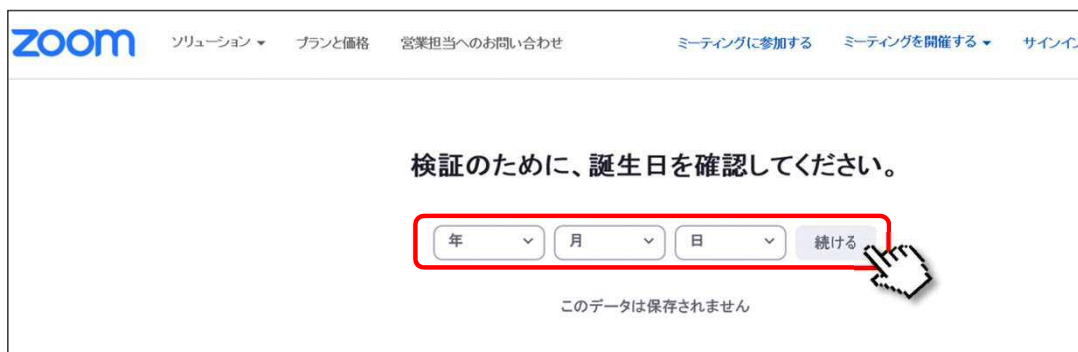 zoom ソリューション プランと価格 営業担当へのお問い合わせ ミーティングに参加する ミーティングを開催する サインイン
検証のために、誕生日を確認してください。
年 月 日 続ける
このデータは保存されません